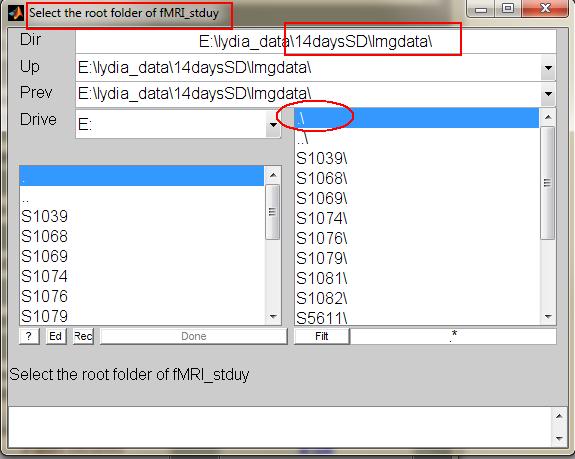 Select the root folder of fMRI_stduy
Dir E:\lydia_data\14daysSD\Imgdata\
Up E:\lydia_data\14daysSD\Imgdata\
Prev E:\lydia_data\14daysSD\Imgdata\
Drive E:
.
..
S1039
S1068
S1069
S1074
S1076
S1079
.\
..\
S1039\
S1068\
S1069\
S1074\
S1076\
S1079\
S1081\
S1082\
S5611\
? Ed Rec Done Filt .*
Select the root folder of fMRI_stduy